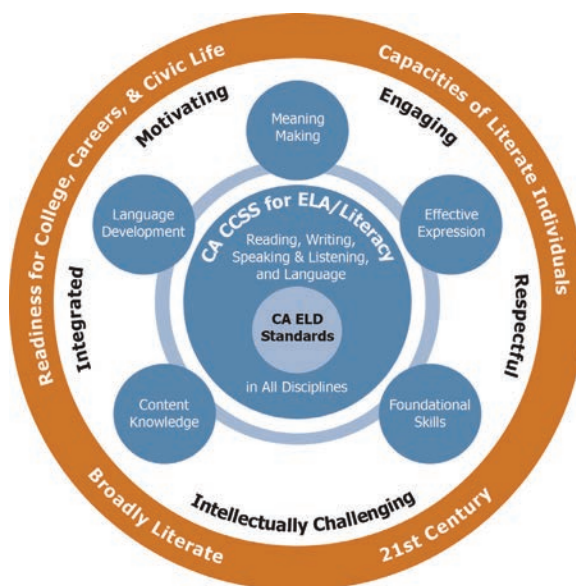 Readiness for College, Careers, & Civic Life
Capacities of Literate Individuals
Motivating
Engaging
Meaning
Making
Language
Development
Effective
Expression
CA CCSS for ELA/Literacy
Reading, Writing,
Speaking & Listening,
and Language
CA ELD
Standards
in All Disciplines
Integrated
Respectful
Content
Knowledge
Foundational
Skills
Intellectually Challenging
Broadly Literate
21st Century